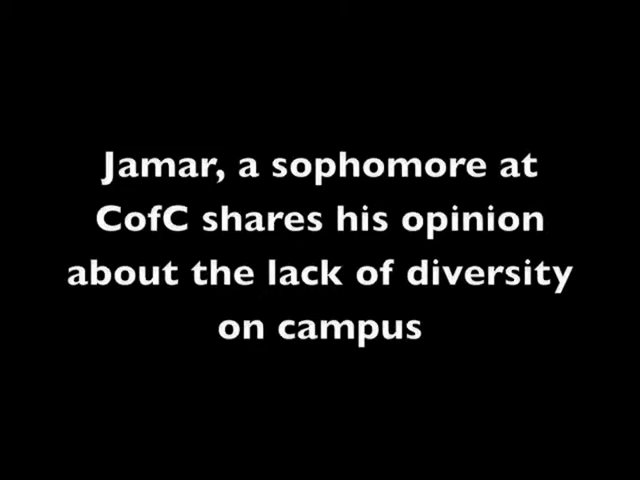 Jamar, a sophomore at
CofC shares his opinion
about the lack of diversity
on campus